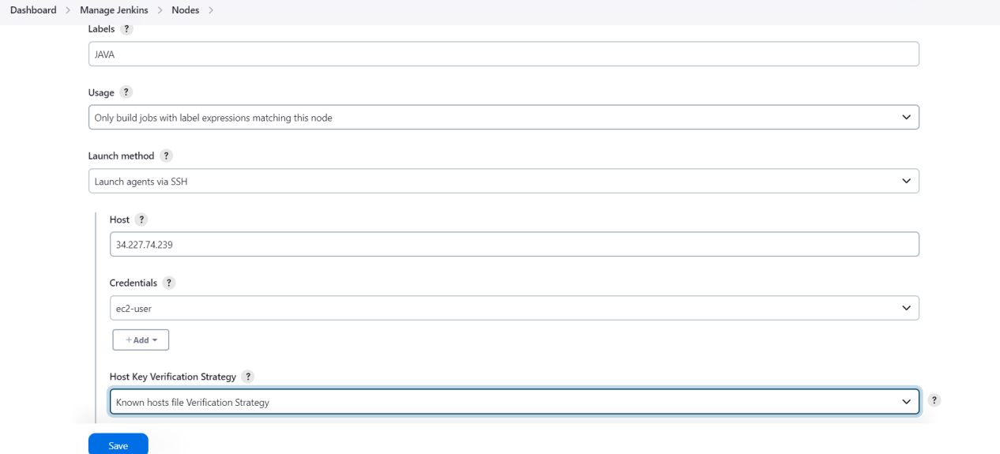 Dashboard > Manage Jenkins > Nodes >
Labels ?
JAVA
Usage ?
Only build jobs with label expressions matching this node
Launch method ?
Launch agents via SSH
Host ?
34.227.74.239
Credentials ?
ec2-user
+ Add
Host Key Verification Strategy ?
Known hosts file Verification Strategy
?
Save